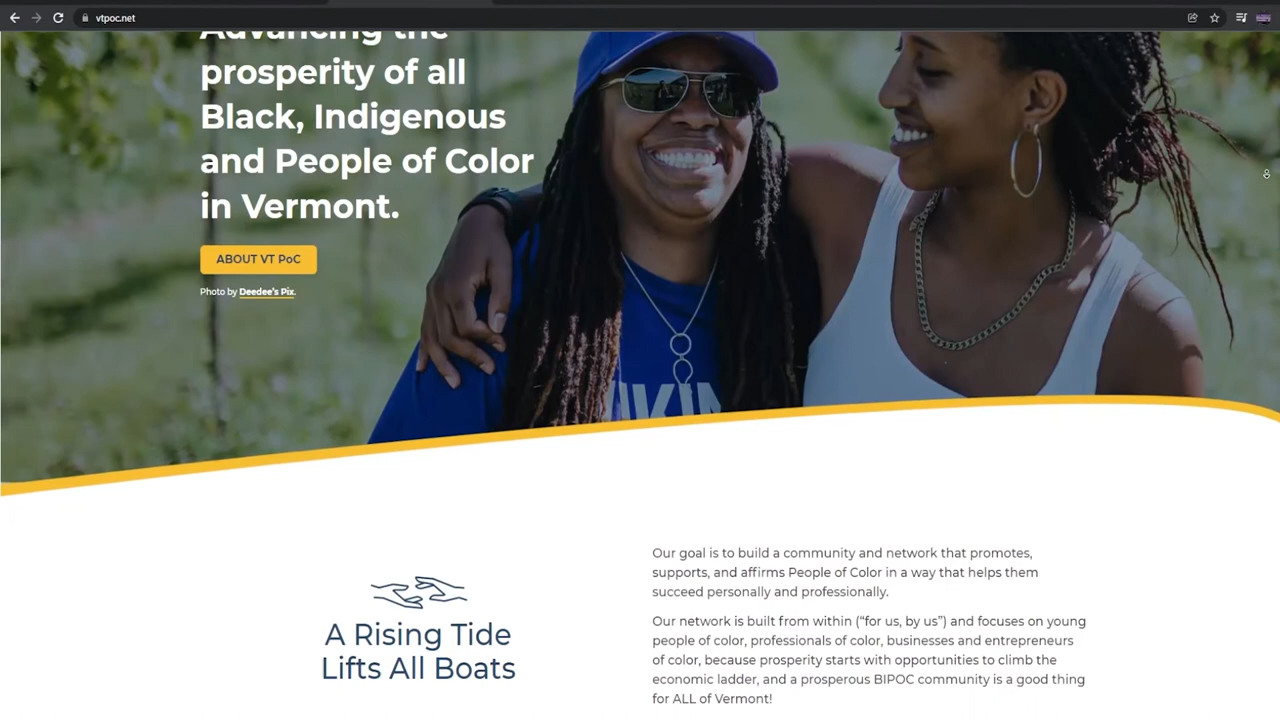 vtpoc.net
Advancing the
prosperity of all
Black, Indigenous
and People of Color
in Vermont.
ABOUT VT PoC
Photo by Deedee's Pix.
A Rising Tide
Lifts All Boats
Our goal is to build a community and network that promotes,
supports, and affirms People of Color in a way that helps them
succeed personally and professionally.
Our network is built from within (“for us, by us”) and focuses on young
people of color, professionals of color, businesses and entrepreneurs
of color, because prosperity starts with opportunities to climb the
economic ladder, and a prosperous BIPOC community is a good thing
for ALL of Vermont!